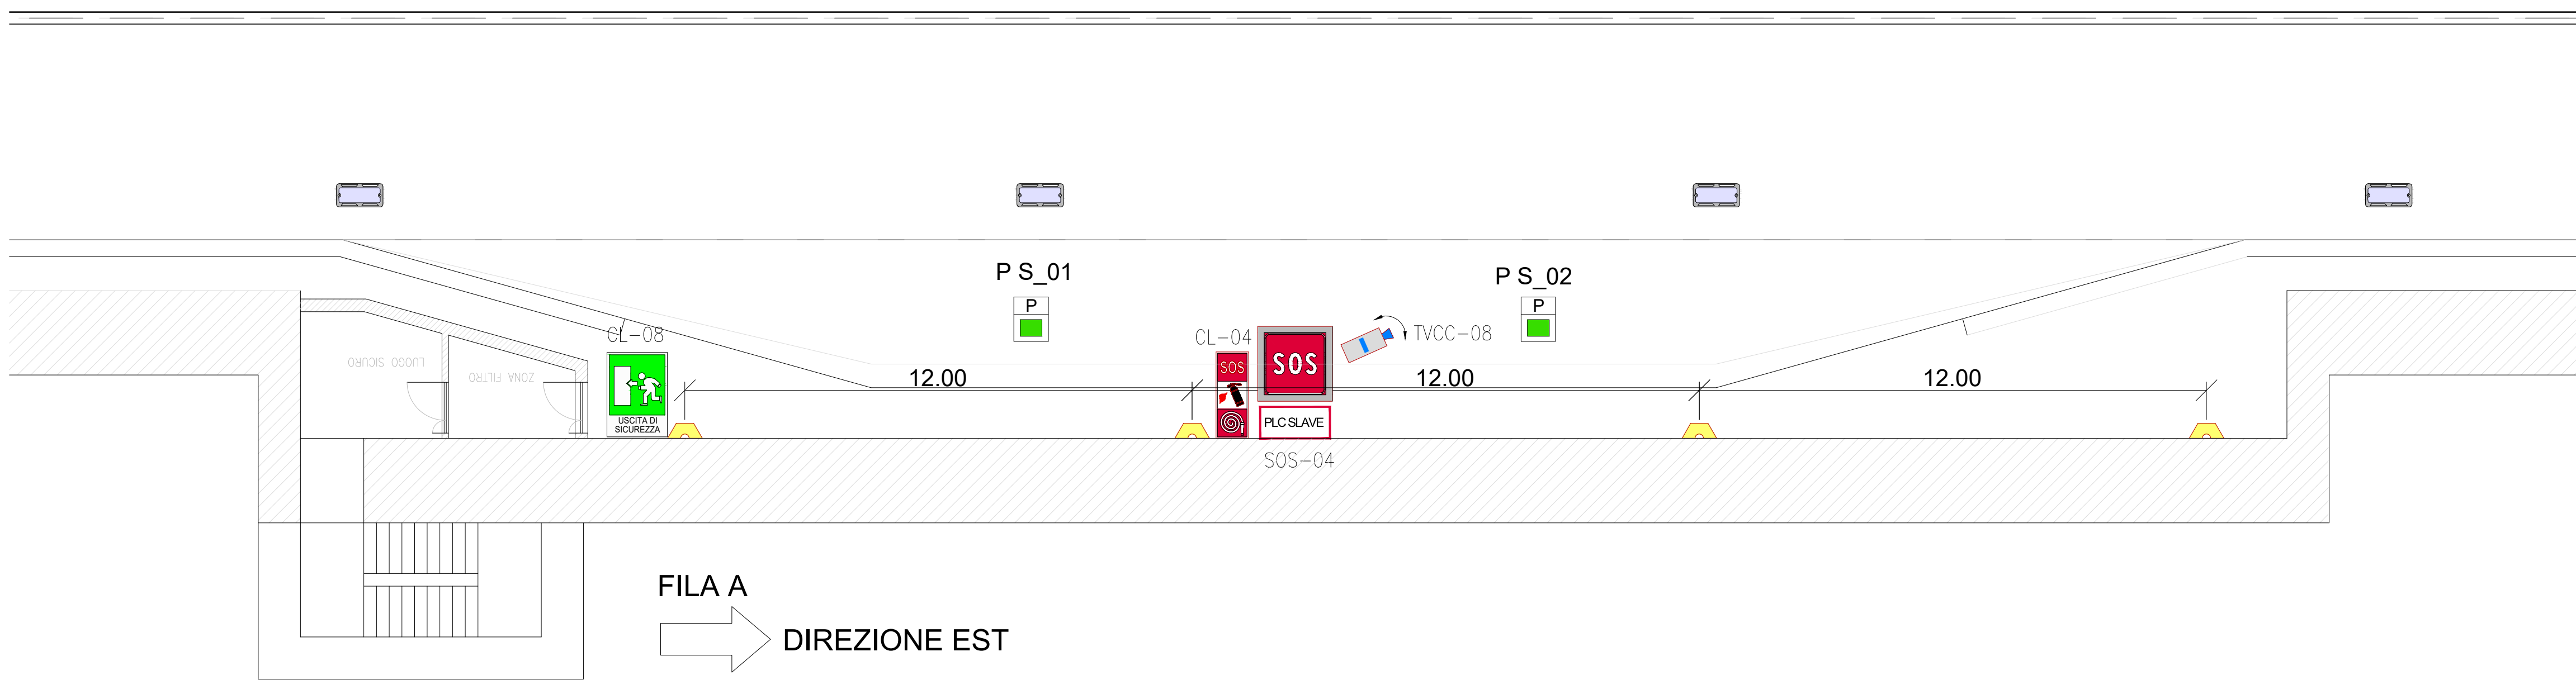 P S_01
P S_02
P
P
CL-08
CL-04
SOS
SOS
TVCC-08
LUOGO SICURO
ZONA FILTRO
12.00
12.00
12.00
USCITA DI
SICUREZZA
PLC SLAVE
SOS-04
FILA A
DIREZIONE EST